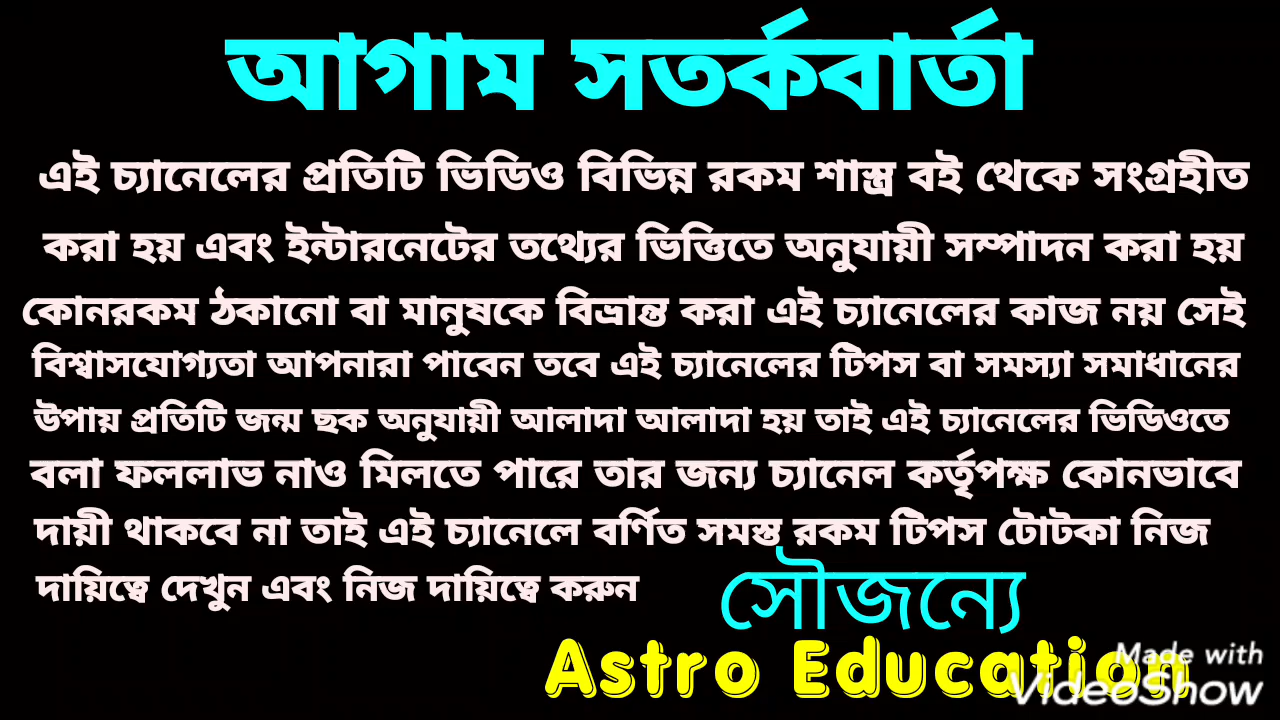 আগাম সতর্কবার্তা
এই চ্যানেলের প্রতিটি ভিডিও বিভিন্ন রকম শাস্ত্র বই থেকে সংগ্রহীত
করা হয় এবং ইন্টারনেটের তথ্যের ভিত্তিতে অনুযায়ী সম্পাদন করা হয়
কোনরকম ঠকানো বা মানুষকে বিভ্রান্ত করা এই চ্যানেলের কাজ নয় সেই
বিশ্বাসযোগ্যতা আপনারা পাবেন তবে এই চ্যানেলের টিপস বা সমস্যা সমাধানের
উপায় প্রতিটি জন্ম ছক অনুযায়ী আলাদা আলাদা হয় তাই এই চ্যানেলের ভিডিওতে
বলা ফললাভ নাও মিলতে পারে তার জন্য চ্যানেল কর্তৃপক্ষ কোনভাবে
দায়ী থাকবে না তাই এই চ্যানেলে বর্ণিত সমস্ত রকম টিপস টোটকা নিজ
দায়িত্বে দেখুন এবং নিজ দায়িত্বে করুন
সৌজন্যে
Astro Education
Made with
VideoShow